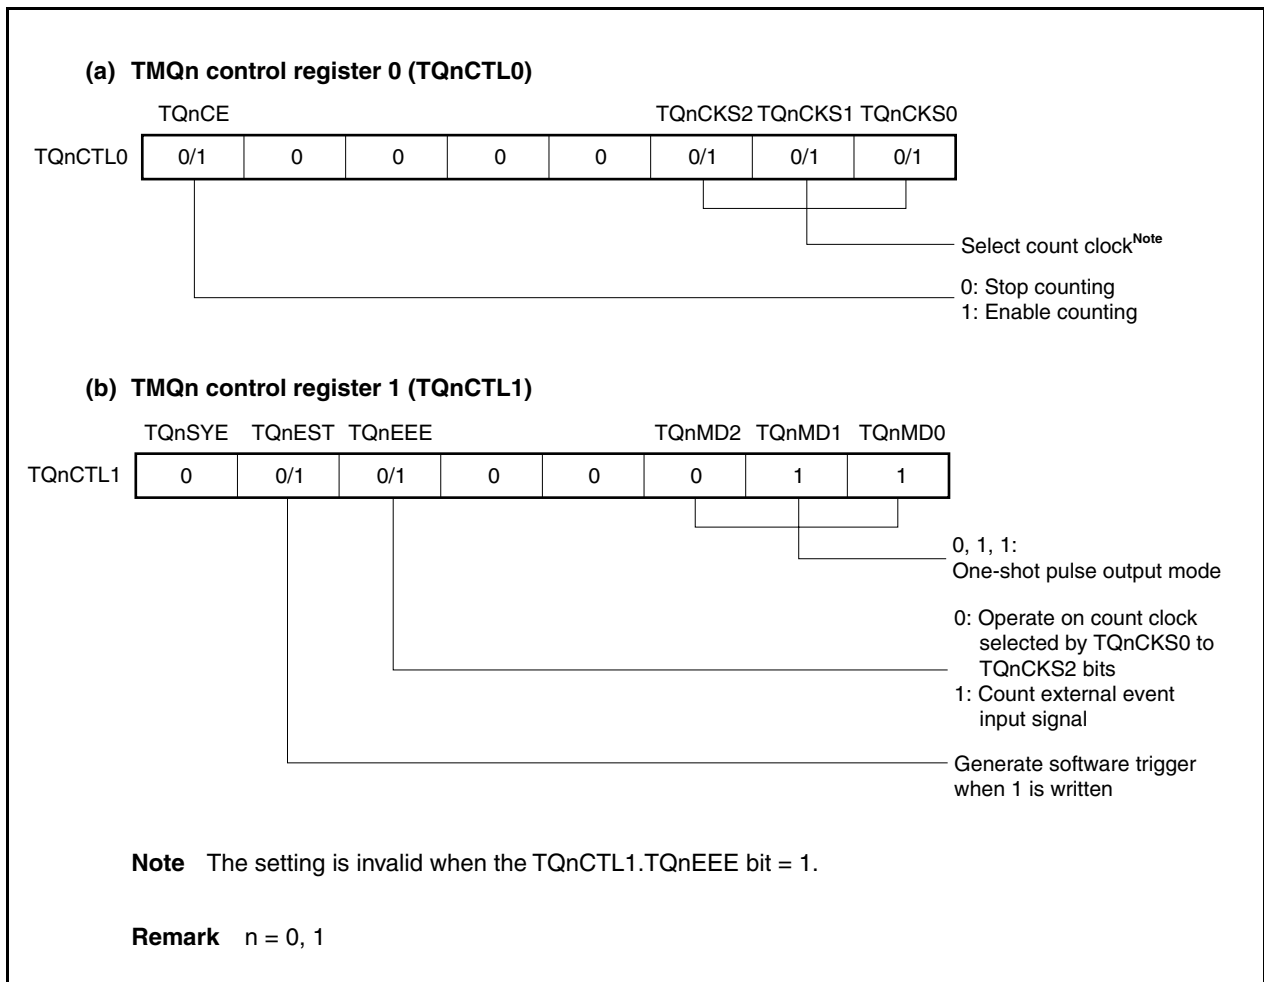 (a) TMQn control register 0 (TQnCTL0)
TQnCE TQnCKS2 TQnCKS1 TQnCKS0
TQnCTL0 0/1 0 0 0 0 0/1 0/1 0/1
Select count clockNote
0: Stop counting
1: Enable counting
(b) TMQn control register 1 (TQnCTL1)
TQnSYE TQnEST TQnEEE TQnMD2 TQnMD1 TQnMD0
TQnCTL1 0 0/1 0/1 0 0 0 1 1
0, 1, 1:
One-shot pulse output mode
0: Operate on count clock
selected by TQnCKS0 to
TQnCKS2 bits
1: Count external event
input signal
Generate software trigger
when 1 is written
Note The setting is invalid when the TQnCTL1.TQnEEE bit = 1.
Remark n = 0, 1